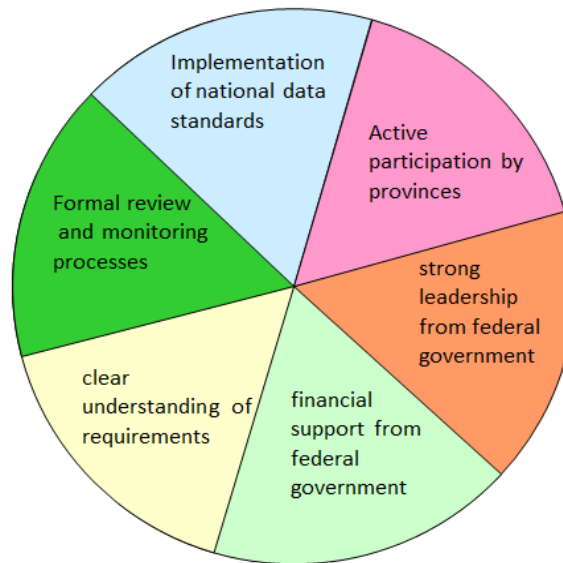 Implementation
of national data
standards
Active
participation by
provinces
strong
leadership
from federal
government
financial
support from
federal
government
clear
understanding of
requirements
Formal review
and monitoring
processes